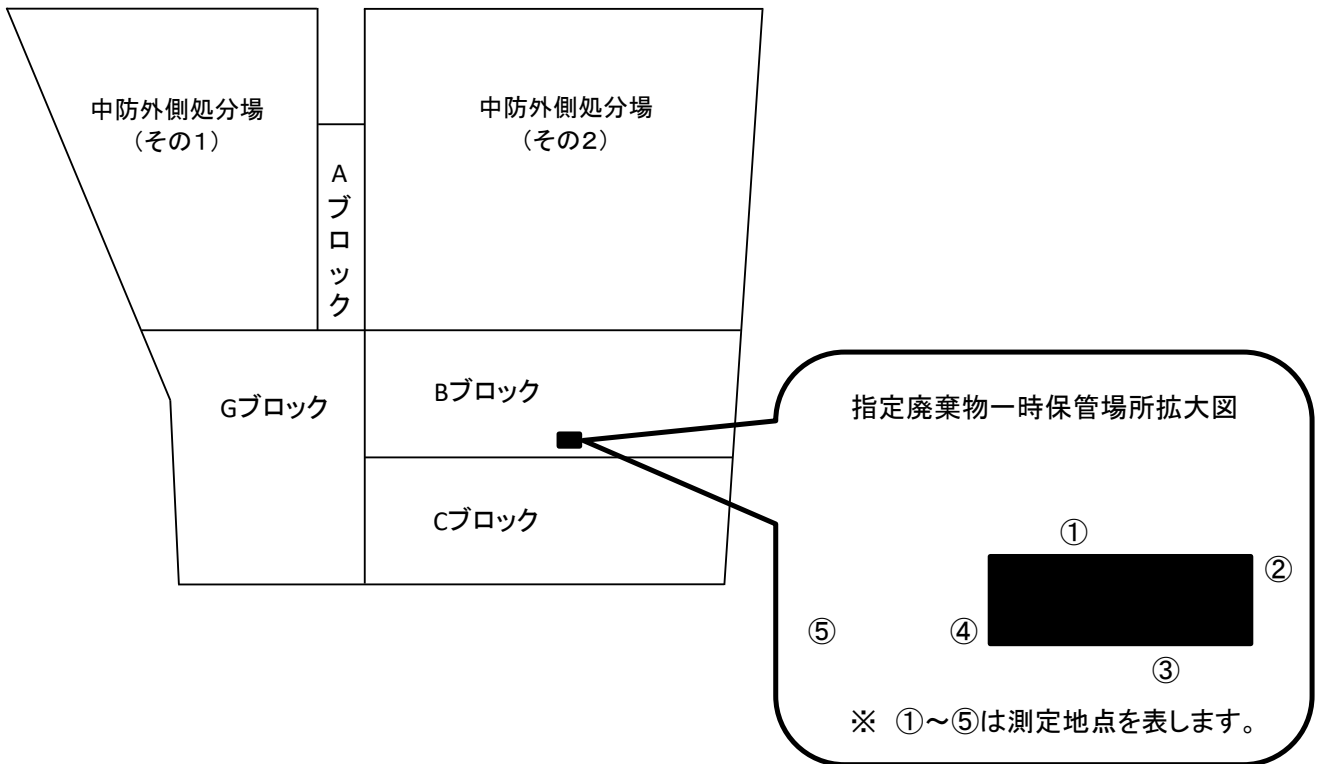 中防外側処分場
（その１）
中防外側処分場
（その２）
Aブロック
Gブロック
Bブロック
Cブロック
指定廃棄物一時保管場所拡大図
①
②
③
④
⑤
※　①～⑤は測定地点を表します。